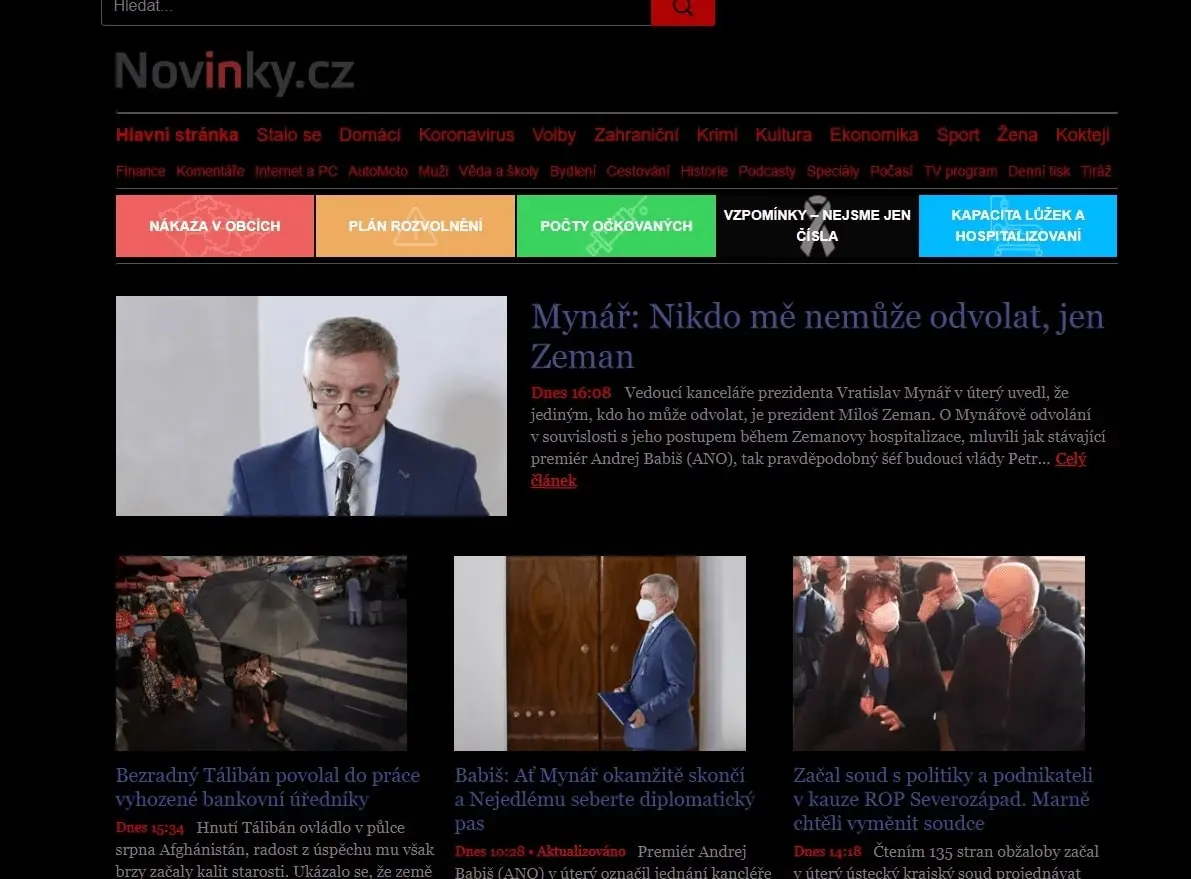 Hledat...
Novinky.cz
Hlavní stránka Stalo se Domácí Koronavirus Volby Zahraniční Krimi Kultura Ekonomika Sport Žena Koktejl
Finance Komentáře Internet a PC AutoMoto Muži Věda a školy Bydlení Cestování Historie Podcasty Speciály Počasí TV program Denní tisk Tiráž
NÁKAZA V OBCÍCH
PLÁN ROZVOLNĚNÍ
POČTY OČKOVANÝCH
VZPOMÍNKY – NEJSME JEN
ČÍSLA
KAPACITA LŮŽEK A
HOSPITALIZOVANÍ
Mynář: Nikdo mě nemůže odvolat, jen
Zeman
Dnes 16:08 Vedoucí kanceláře prezidenta Vratislav Mynář v úterý uvedl, že
jediným, kdo ho může odvolat, je prezident Miloš Zeman. O Mynářově odvolání
v souvislosti s jeho postupem během Zemanovy hospitalizace, mluvili jak stávající
premiér Andrej Babiš (ANO), tak pravděpodobný šéf budoucí vlády Petr... Celý
článek
Bezradný Tálibán povolal do práce
vyhozené bankovní úředníky
Dnes 15:34 Hnutí Tálibán ovládlo v půlce
srpna Afghánistán, radost z úspěchu mu však
brzy začaly kalit starosti. Ukázalo se, že země
Babiš: Ať Mynář okamžitě skončí
a Nejedlému seberte diplomatický
pas
Dnes 10:28 • Aktualizováno Premiér Andrej
Babiš (ANO) v úterý označil jednání kancléře
Začal soud s politiky a podnikateli
v kauze ROP Severozápad. Marně
chtěli vyměnit soudce
Dnes 14:18 Čtením 135 stran obžaloby začal
v úterý ústecký krajský soud projednávat